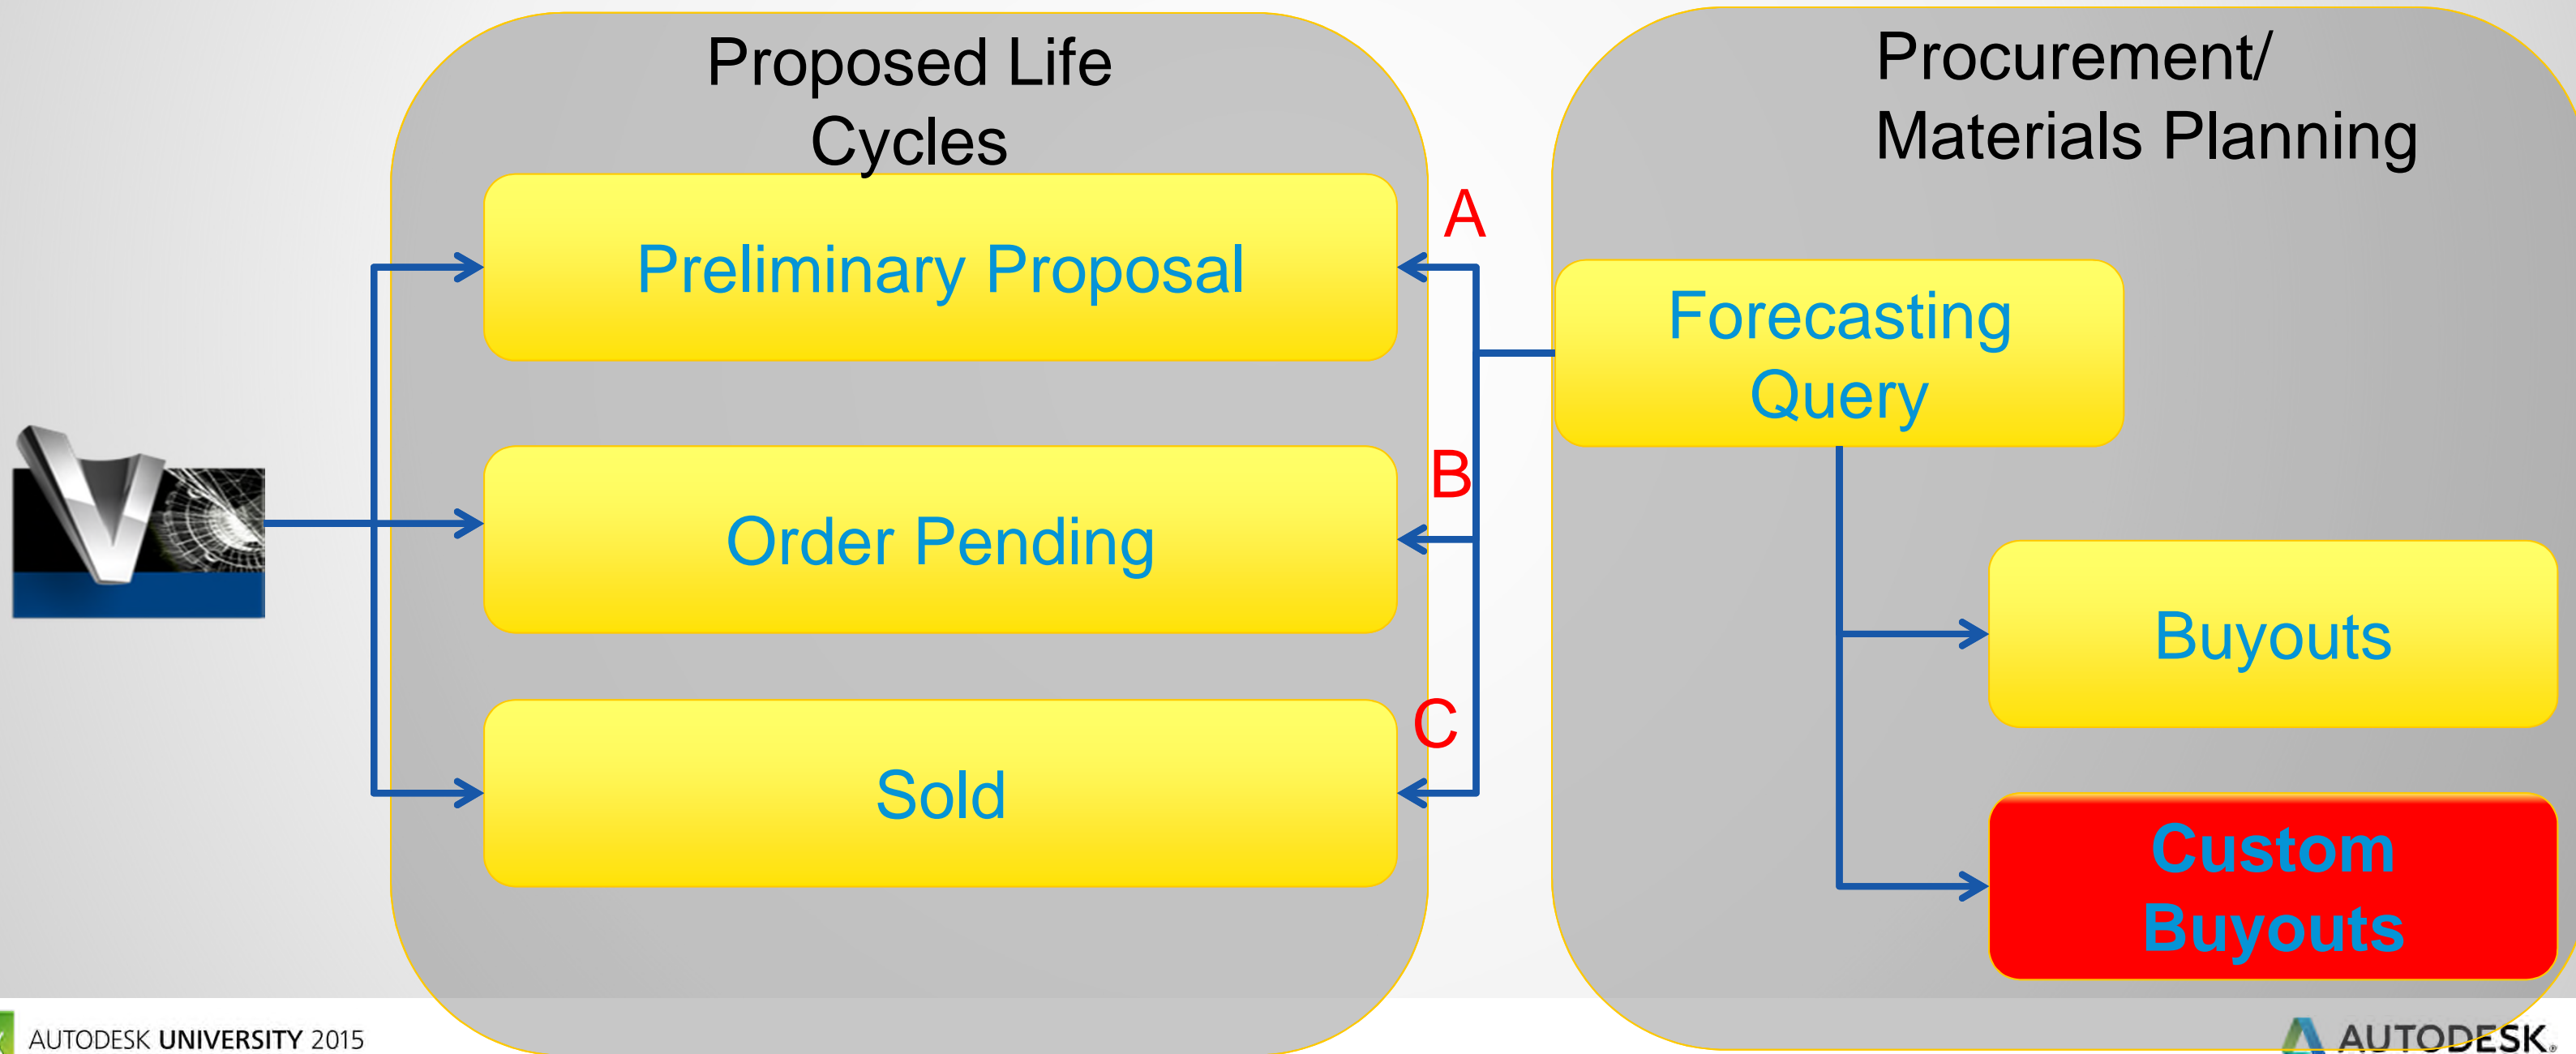 Proposed Life
Cycles
Preliminary Proposal
Order Pending
Sold
A
B
C
Procurement/
Materials Planning
Forecasting
Query
Buyouts
Custom
Buyouts
AUTODESK UNIVERSITY 2015
AUTODESK.